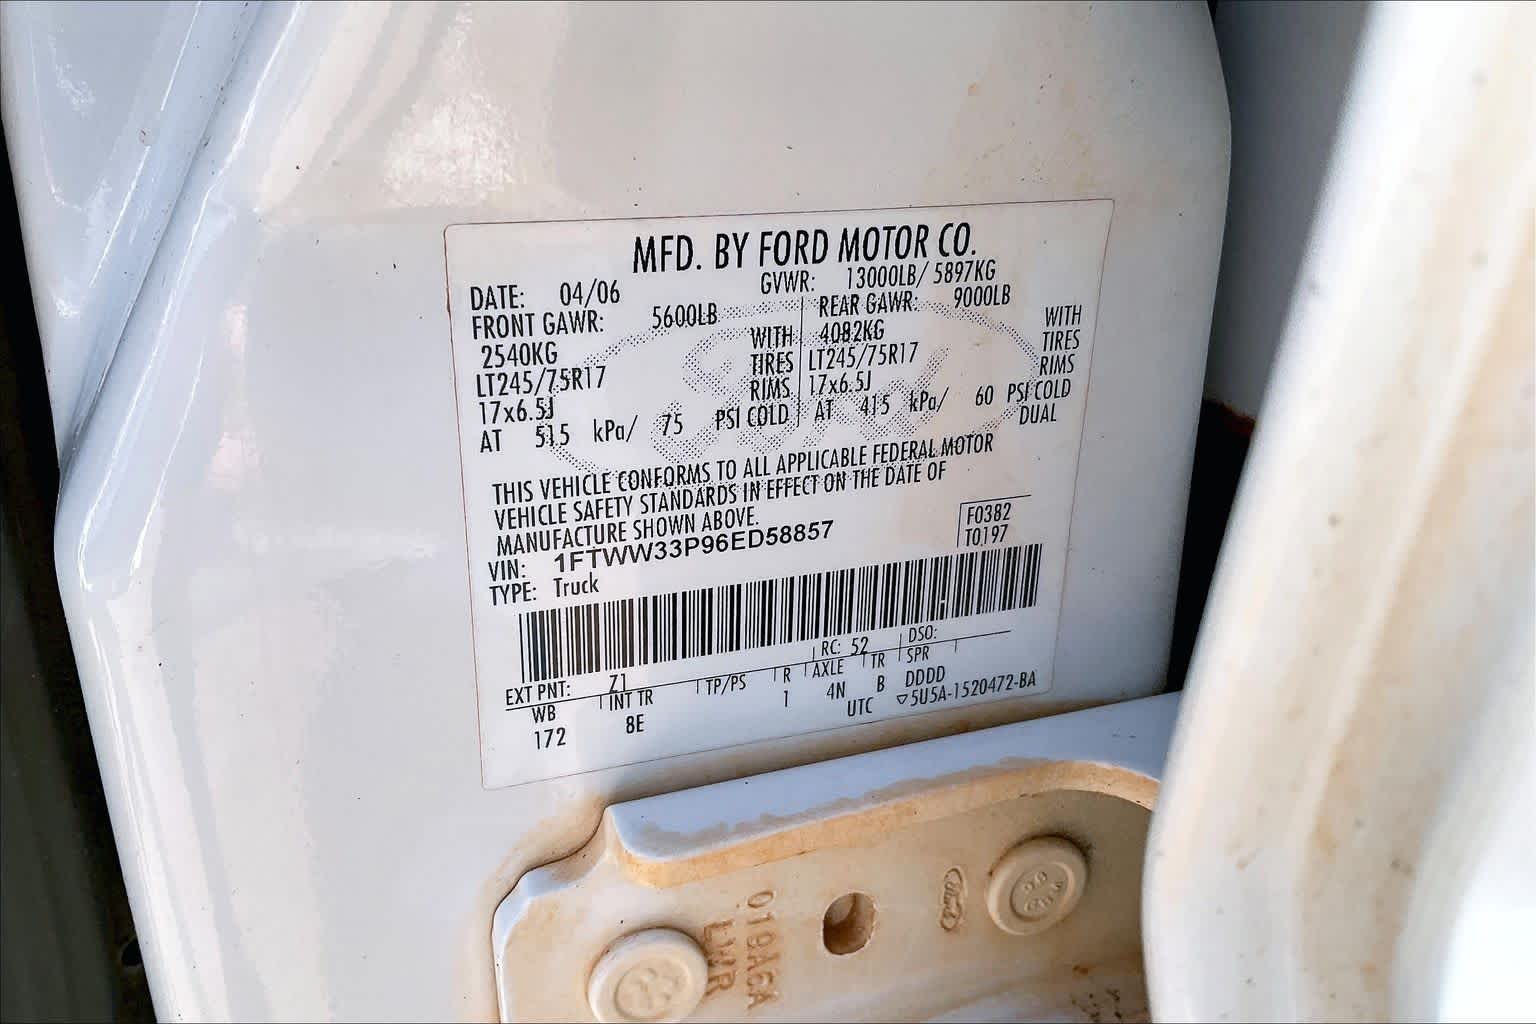 MFD. BY FORD MOTOR CO.
DATE: 04/06 GVWR: 13000LB/ 5897KG
FRONT GAWR: 5600LB REAR GAWR: 9000LB
2540KG WITH 4082KG WITH
LT245/75R17 TIRES LT245/75R17 TIRES
17x6.5J RIMS 17x6.5J RIMS
AT 515 kPa/ 75 PSI COLD AT 415 kPa/ 60 PSI COLD
DUAL
THIS VEHICLE CONFORMS TO ALL APPLICABLE FEDERAL MOTOR
VEHICLE SAFETY STANDARDS IN EFFECT ON THE DATE OF
MANUFACTURE SHOWN ABOVE.
VIN: 1FTWW33P96ED58857
F0382
T0197
TYPE: Truck
EXT PNT: Z1 RC: 52 DSO:
WB INT TR TP/PS R AXLE TR SPR
172 8E 1 4N B DDDD
UTC ▽5U5A-1520472-BA
Ford
019A6A
LWR